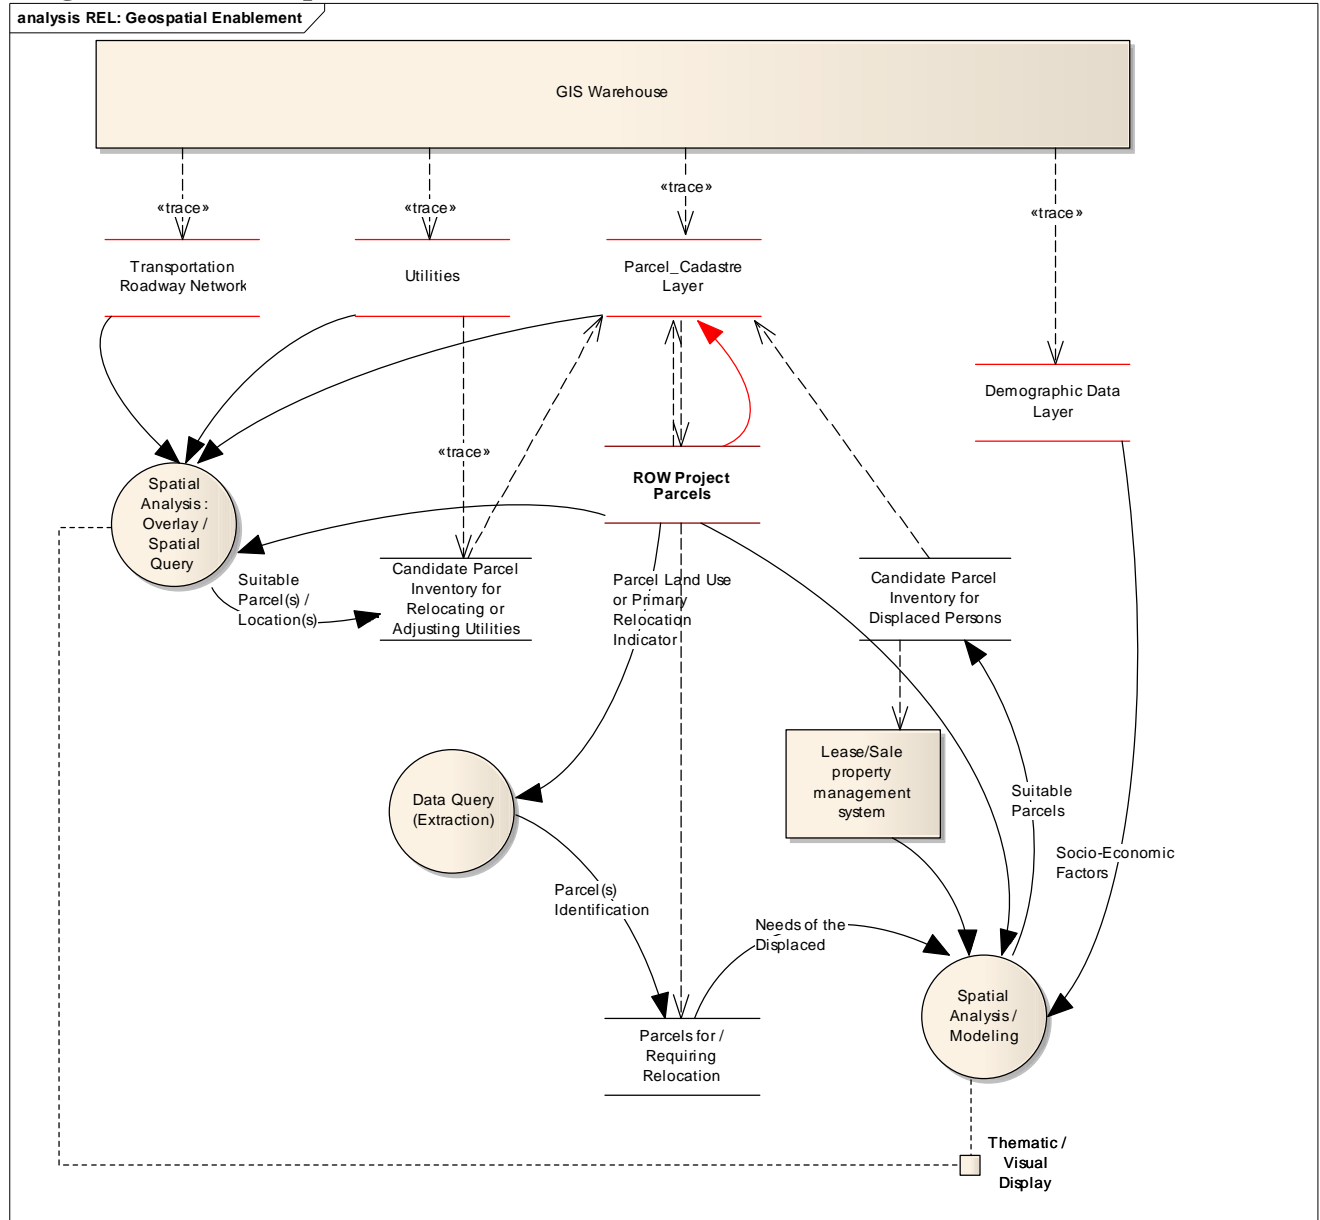 analysis REL: Geospatial Enablement
GIS Warehouse
«trace»
«trace»
«trace»
«trace»
Transportation
Roadway Network
Utilities
Parcel_Cadastre
Layer
Demographic Data
Layer
«trace»
ROW Project
Parcels
Spatial
Analysis :
Overlay /
Spatial
Query
Suitable
Parcel(s) /
Location(s)
Candidate Parcel
Inventory for
Relocating or
Adjusting Utilities
Parcel Land Use
or Primary
Relocation
Indicator
Candidate Parcel
Inventory for
Displaced Persons
Lease/Sale
property
management
system
Data Query
(Extraction)
Suitable
Parcels
Socio-Economic
Factors
Parcel(s)
Identification
Needs of the
Displaced
Spatial
Analysis /
Modeling
Parcels for /
Requiring
Relocation
Thematic /
Visual
Display